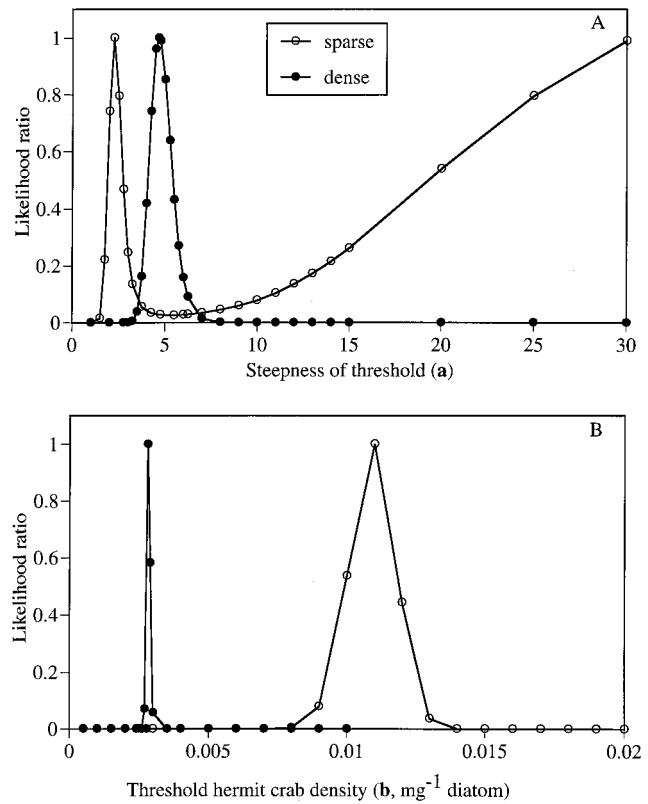 A
sparse
dense
1
0.8
0.6
0.4
0.2
0
Likelihood ratio
0 5 10 15 20 25 30
Steepness of threshold (a)
B
1
0.8
0.6
0.4
0.2
0
Likelihood ratio
0 0.005 0.01 0.015 0.02
Threshold hermit crab density (b, mg-1 diatom)